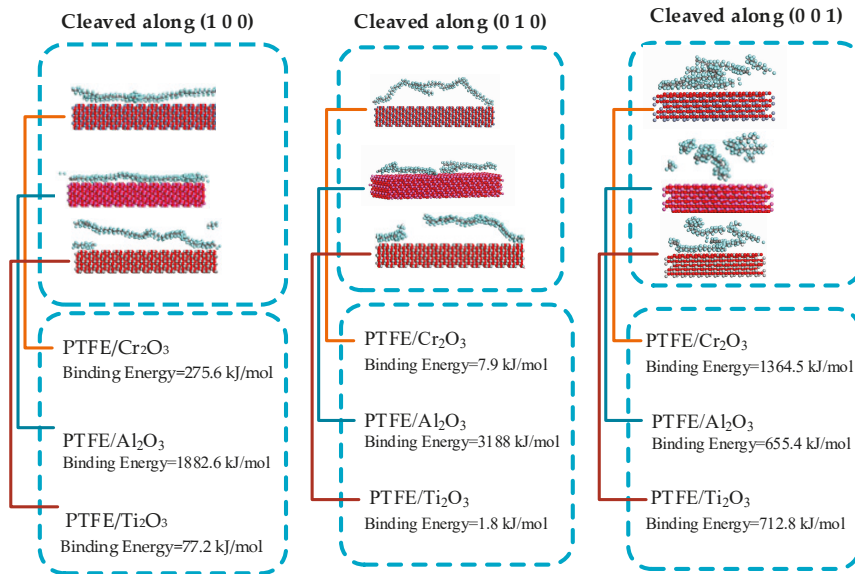 Cleaved along (1 0 0)
PTFE/Cr₂O₃
Binding Energy=275.6 kJ/mol
PTFE/Al₂O₃
Binding Energy=1882.6 kJ/mol
PTFE/Ti₂O₃
Binding Energy=77.2 kJ/mol
Cleaved along (0 1 0)
PTFE/Cr₂O₃
Binding Energy=7.9 kJ/mol
PTFE/Al₂O₃
Binding Energy=3188 kJ/mol
PTFE/Ti₂O₃
Binding Energy=1.8 kJ/mol
Cleaved along (0 0 1)
PTFE/Cr₂O₃
Binding Energy=1364.5 kJ/mol
PTFE/Al₂O₃
Binding Energy=655.4 kJ/mol
PTFE/Ti₂O₃
Binding Energy=712.8 kJ/mol